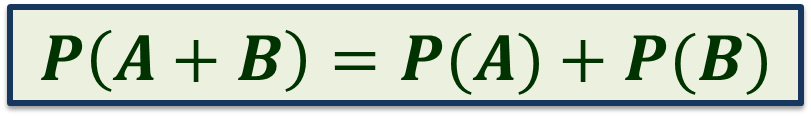 P(A + B) = P(A) + P(B)